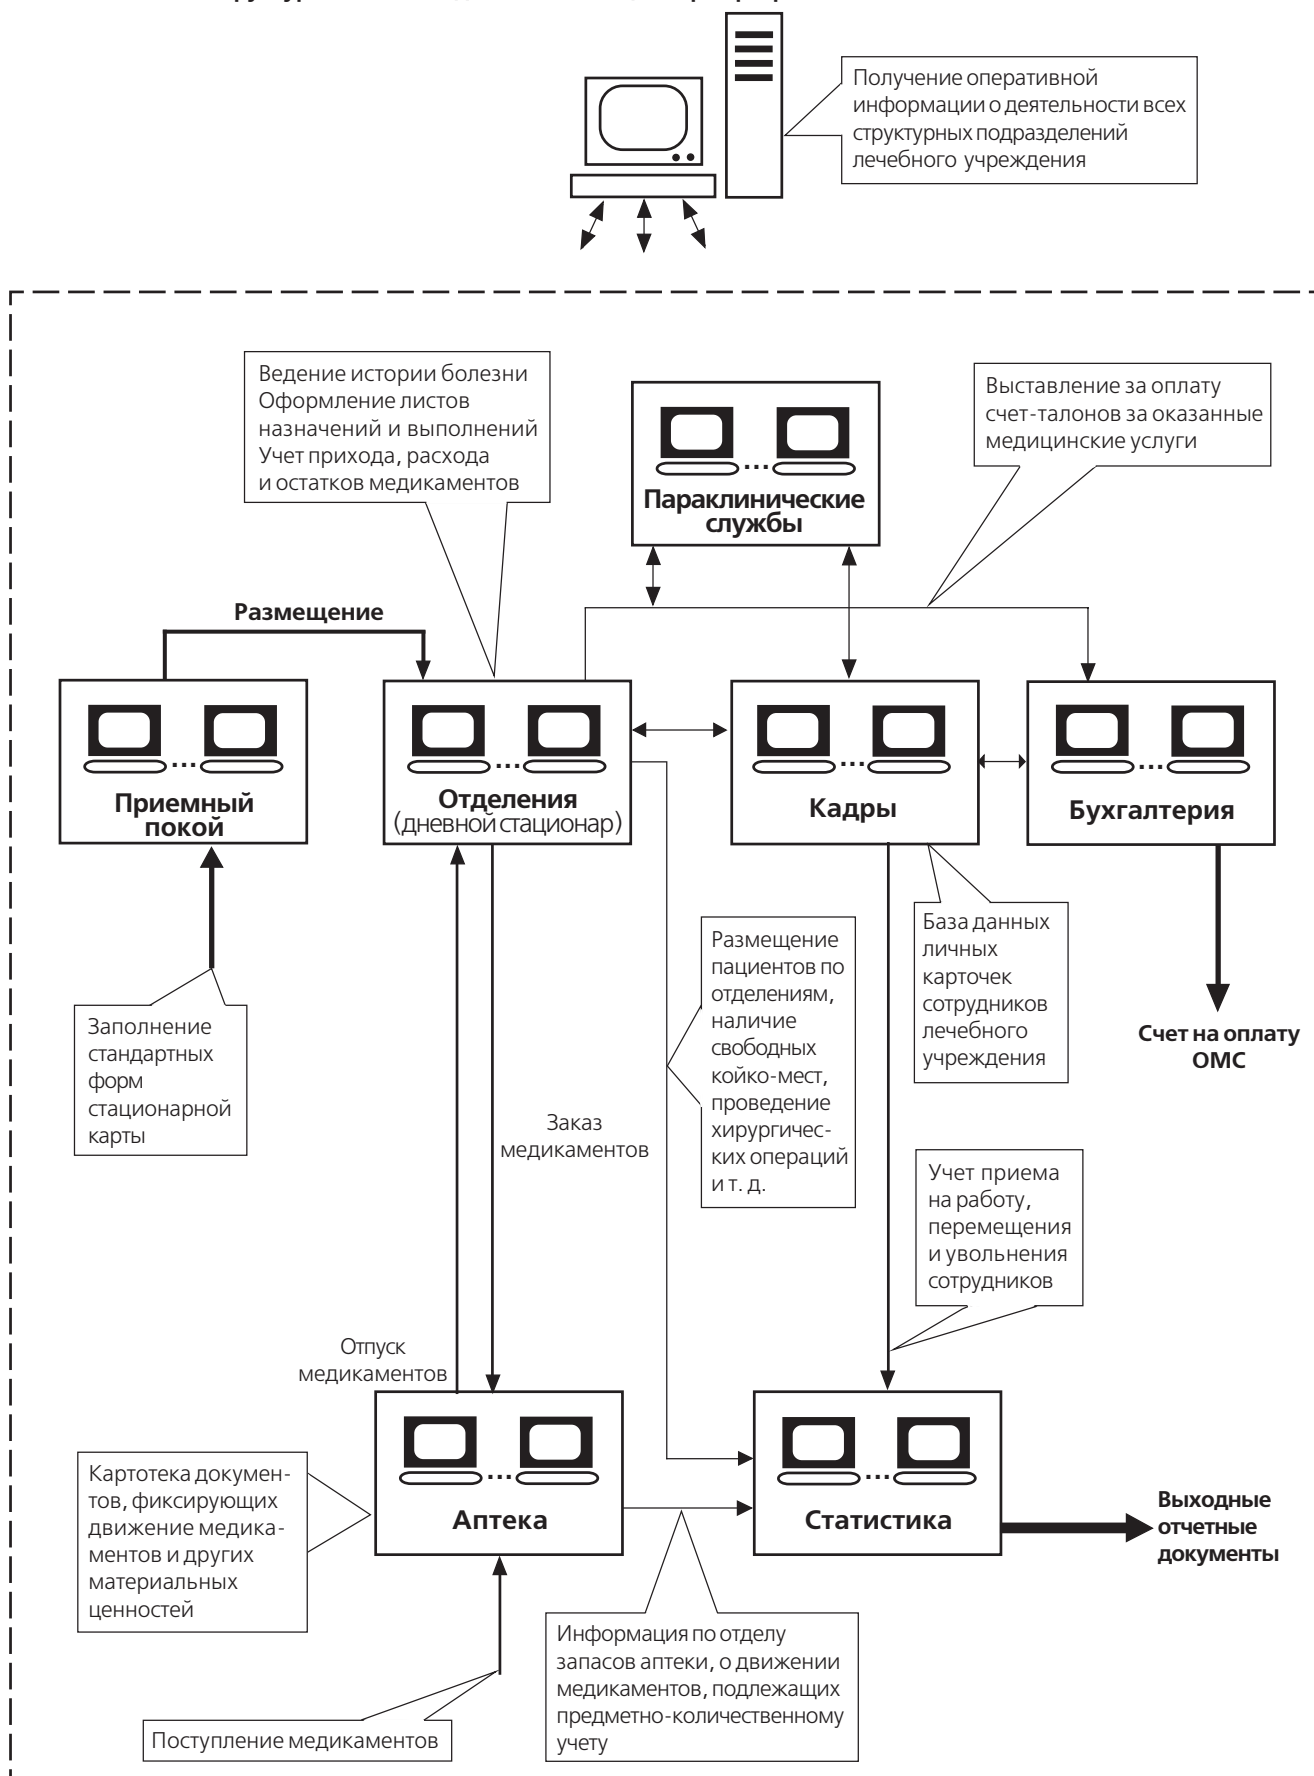 Получение оперативной
информации о деятельности всех
структурных подразделений
лечебного учреждения
Ведение истории болезни
Оформление листов
назначений и выполнений
Учет прихода, расхода
и остатков медикаментов
Выставление за оплату
счет-талонов за оказанные
медицинские услуги
...
Параклинические
службы
Размещение
...
Приемный
покой
...
Отделения
(дневной стационар)
...
Кадры
...
Бухгалтерия
Заполнение
стандартных
форм
стационарной
карты
Размещение
пациентов по
отделениям,
наличие
свободных
койко-мест,
проведение
хирургичес-
ких операций
и т. д.
База данных
личных
карточек
сотрудников
лечебного
учреждения
Счет на оплату
ОМС
Заказ
медикаментов
Учет приема
на работу,
перемещения
и увольнения
сотрудников
Отпуск
медикаментов
Картотека докумен-
тов, фиксирующих
движение медика-
ментов и других
материальных
ценностей
...
Аптека
...
Статистика
Выходные
отчетные
документы
Информация по отделу
запасов аптеки, о движении
медикаментов, подлежащих
предметно-количественному
учету
Поступление медикаментов